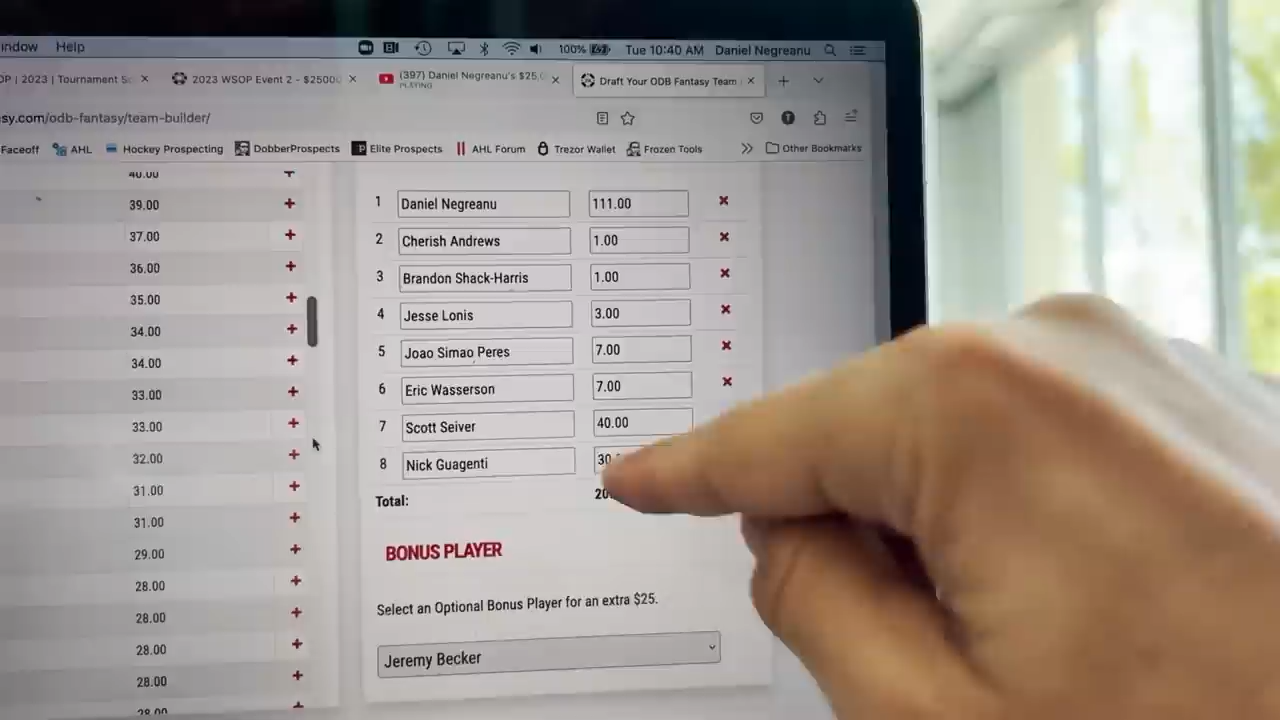 indow Help 100% Tue 10:40 AM Daniel Negreanu
OP | 2023 | Tournament Sc × 2023 WSOP Event 2 - $25000 × (397) Daniel Negreanu's $25,0 × Draft Your ODB Fantasy Team × +
PLAYING
sy.com/odb-fantasy/team-builder/
Faceoff AHL Hockey Prospecting DobberProspects Elite Prospects AHL Forum Trezor Wallet Frozen Tools >> Other Bookmarks
40.00 +
39.00 +
37.00 +
36.00 +
35.00 +
34.00 +
34.00 +
33.00 +
33.00 +
32.00 +
31.00 +
31.00 +
29.00 +
28.00 +
28.00 +
28.00 +
28.00 +
28.00
1 Daniel Negreanu 111.00 ×
2 Cherish Andrews 1.00 ×
3 Brandon Shack-Harris 1.00 ×
4 Jesse Lonis 3.00 ×
5 Joao Simao Peres 7.00 ×
6 Eric Wasserson 7.00 ×
7 Scott Seiver 40.00
8 Nick Guagenti 30
Total: 20
BONUS PLAYER
Select an Optional Bonus Player for an extra $25.
Jeremy Becker